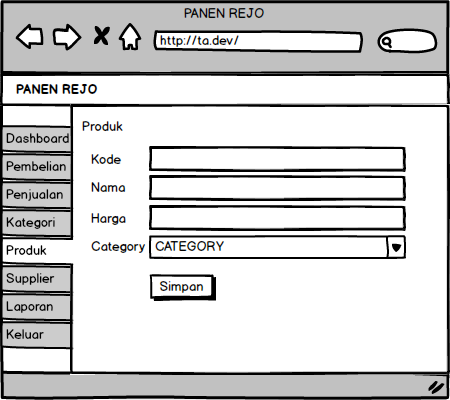 PANEN REJO
http://ta.dev/
PANEN REJO
Dashboard
Pembelian
Penjualan
Kategori
Produk
Supplier
Laporan
Keluar
Produk
Kode
Nama
Harga
Category CATEGORY
Simpan